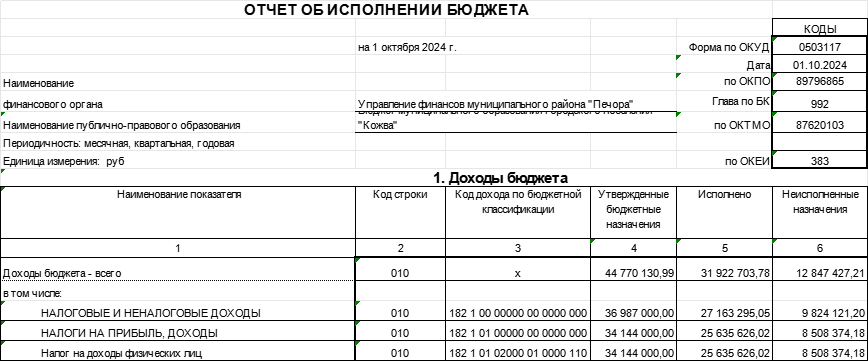 ОТЧЕТ ОБ ИСПОЛНЕНИИ БЮДЖЕТА
КОДЫ
на 1 октября 2024 г. Форма по ОКУД 0503117
Дата 01.10.2024
Наименование по ОКПО 89796865
финансового органа Управление финансов муниципального района "Печора" Глава по БК 992
Наименование публично-правового образования "Кожва" по ОКТМО 87620103
Периодичность: месячная, квартальная, годовая
Единица измерения: руб по ОКЕИ 383
1. Доходы бюджета
Наименование показателя Код строки Код дохода по бюджетной классификации Утвержденные бюджетные назначения Исполнено Неисполненные назначения
1 2 3 4 5 6
Доходы бюджета - всего 010 х 44 770 130,99 31 922 703,78 12 847 427,21
в том числе:
НАЛОГОВЫЕ И НЕНАЛОГОВЫЕ ДОХОДЫ 010 182 1 00 00000 00 0000 000 36 987 000,00 27 163 295,05 9 824 121,20
НАЛОГИ НА ПРИБЫЛЬ, ДОХОДЫ 010 182 1 01 00000 00 0000 000 34 144 000,00 25 635 626,02 8 508 374,18
Налог на доходы физических лиц 010 182 1 01 02000 01 0000 110 34 144 000,00 25 635 626,02 8 508 374,18